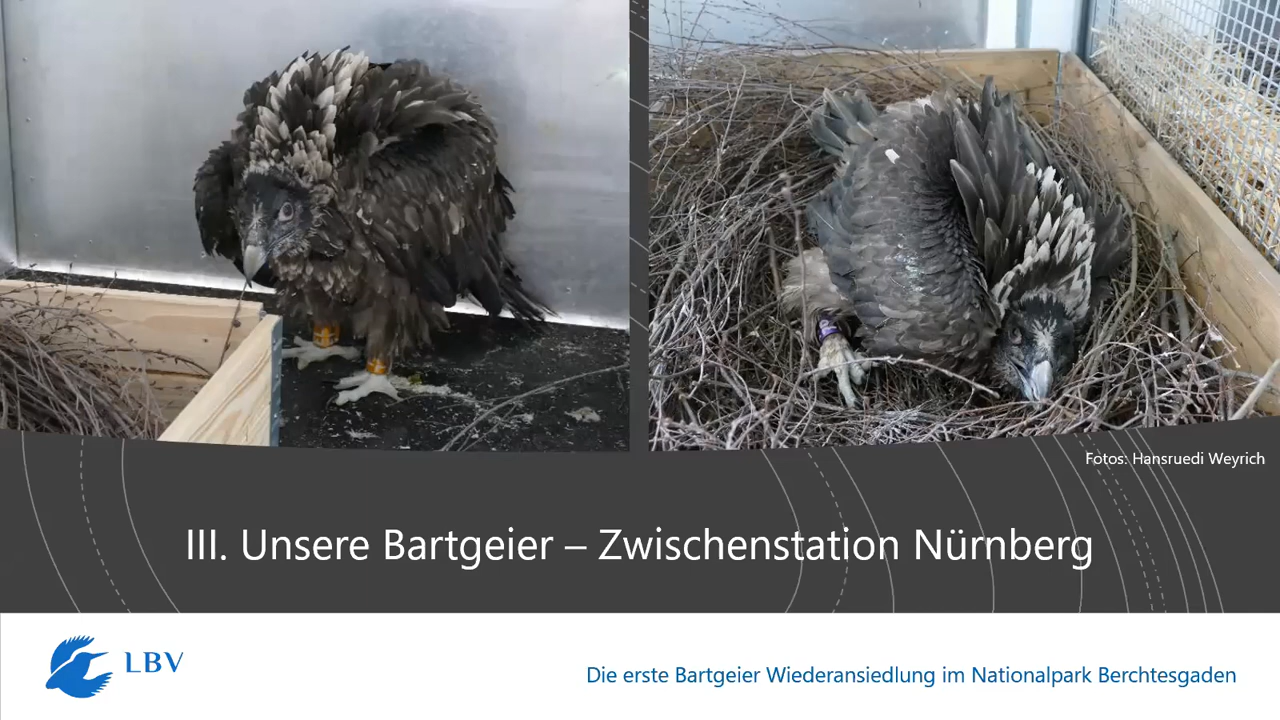 Fotos: Hansruedi Weyrich
III. Unsere Bartgeier – Zwischenstation Nürnberg
LBV
Die erste Bartgeier Wiederansiedlung im Nationalpark Berchtesgaden